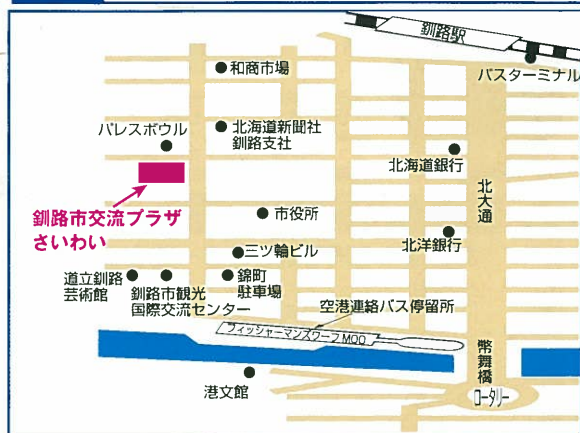 釧路駅
和商市場
バスターミナル
パレスボウル
北海道新聞社
釧路支社
北海道銀行
釧路市交流プラザ
さいわい
市役所
北大通
北洋銀行
三ツ輪ビル
道立釧路
芸術館
釧路市観光
国際交流センター
錦町
駐車場
空港連絡バス停留所
フィッシャーマンズワーフMOO
幣舞橋
港文館
ロータリー